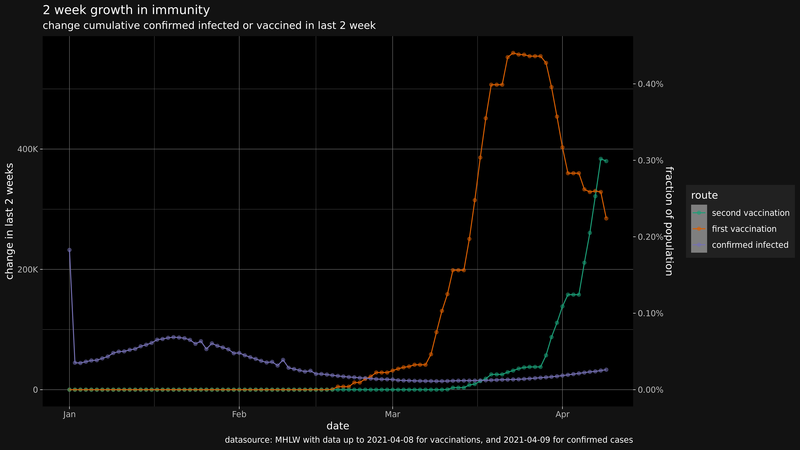 2 week growth in immunity
change cumulative confirmed infected or vaccined in last 2 week
change in last 2 weeks
400K
200K
0
0.40%
0.30%
0.20%
0.10%
0.00%
fraction of population
route
second vaccination
first vaccination
confirmed infected
Jan
Feb
Mar
Apr
date
datasource: MHLW with data up to 2021-04-08 for vaccinations, and 2021-04-09 for confirmed cases